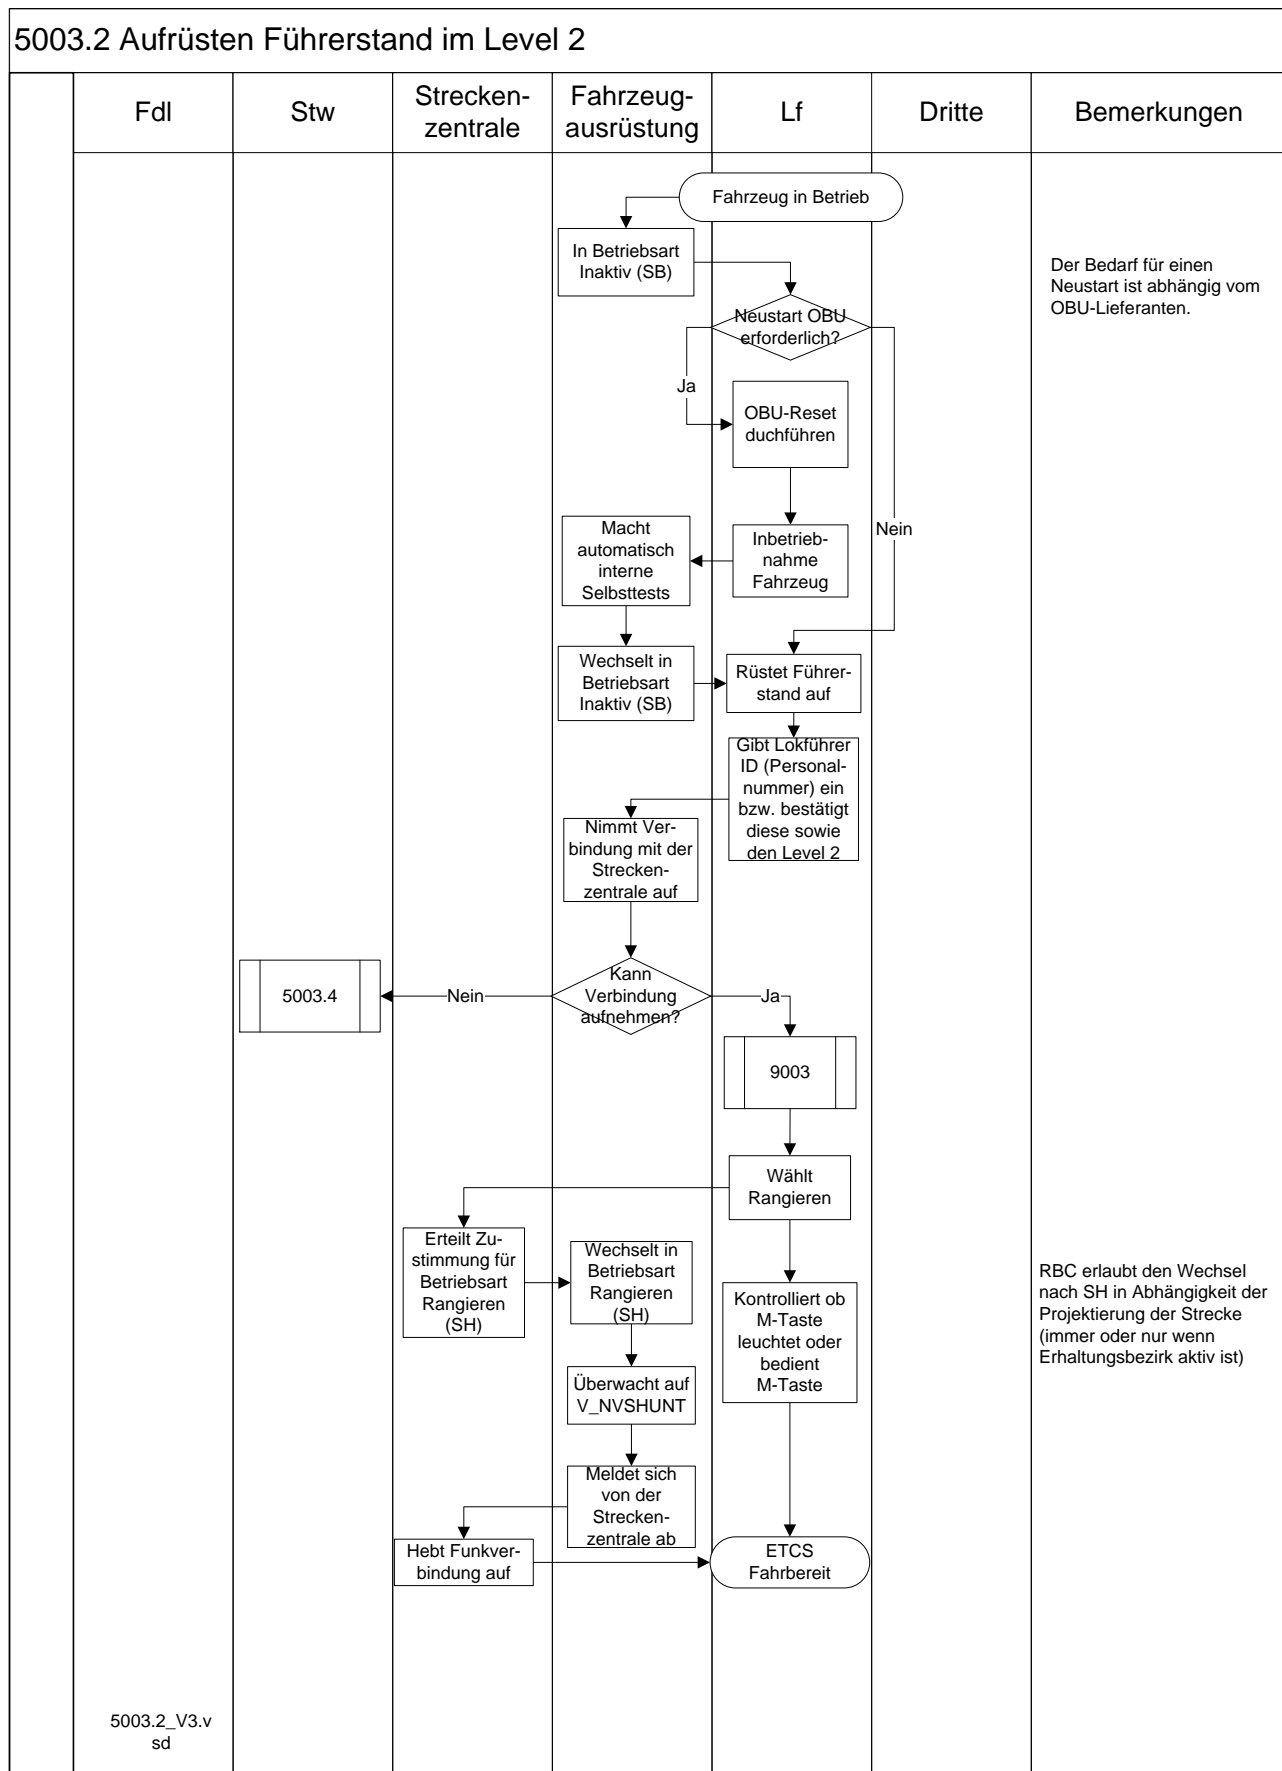 5003.2 Aufrüsten Führerstand im Level 2
Fdl
Stw
Strecken-
zentrale
Fahrzeug-
ausrüstung
Lf
Dritte
Bemerkungen
Fahrzeug in Betrieb
In Betriebsart
Inaktiv (SB)
Der Bedarf für einen
Neustart ist abhängig vom
OBU-Lieferanten.
Neustart OBU
erforderlich?
Ja
OBU-Reset
duchführen
Nein
Inbetrieb-
nahme
Fahrzeug
Macht
automatisch
interne
Selbsttests
Wechselt in
Betriebsart
Inaktiv (SB)
Rüstet Führer-
stand auf
Gibt Lokführer
ID (Personal-
nummer) ein
bzw. bestätigt
diese sowie
den Level 2
Nimmt Ver-
bindung mit der
Strecken-
zentrale auf
Kann
Verbindung
aufnehmen?
Nein
5003.4
Ja
9003
Wählt
Rangieren
Erteilt Zu-
stimmung für
Betriebsart
Rangieren
(SH)
Wechselt in
Betriebsart
Rangieren
(SH)
Kontrolliert ob
M-Taste
leuchtet oder
bedient
M-Taste
RBC erlaubt den Wechsel
nach SH in Abhängigkeit der
Projektierung der Strecke
(immer oder nur wenn
Erhaltungsbezirk aktiv ist)
Überwacht auf
V_NVSHUNT
Meldet sich
von der
Strecken-
zentrale ab
Hebt Funkver-
bindung auf
ETCS
Fahrbereit
5003.2_V3.v
sd